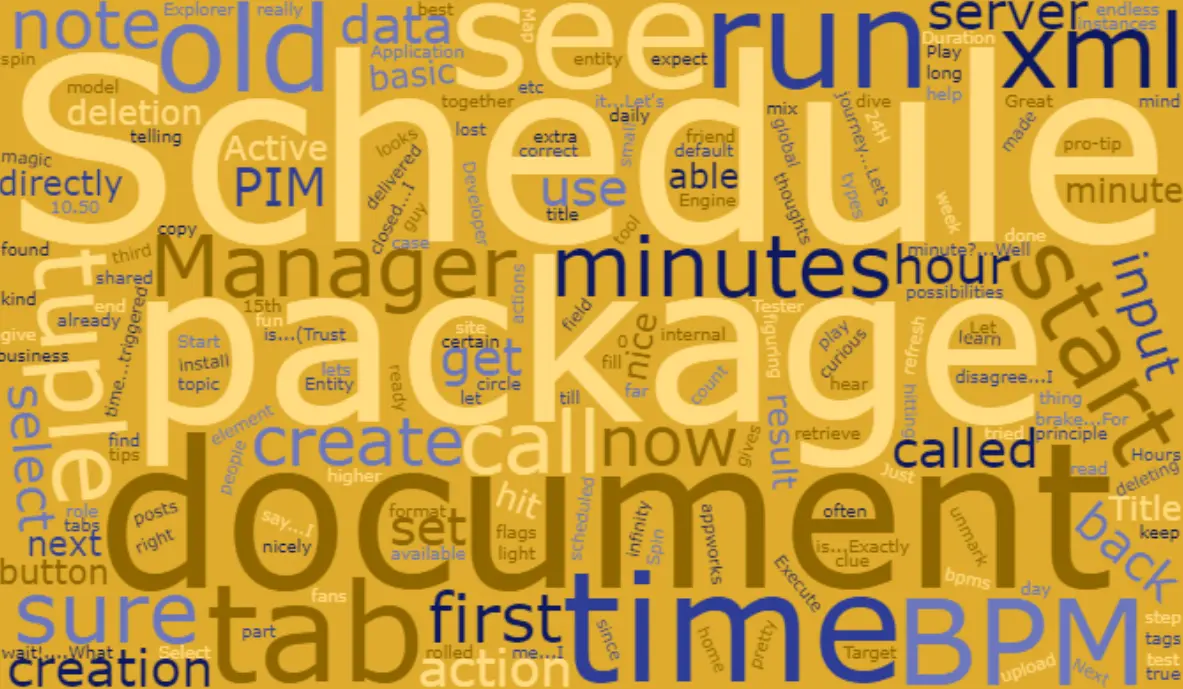 note
old
Explorer
really
data
best
Map
see
run
server
endless
instances
xml
Application
basic
entity
expect
Duration
Play
long
help
spin
model
deletion
telling
Schedule
etc
together
it...Let's
daily
small
mix
global
thoughts
journey...Let's
dive
24H
types
Great
made
mind
pro-tip
lost
extra
correct
friend
default
Active
looks
delivered
closed...I
guy
case
magic
directly
10.50
PIM
Developer
use
title
tool
able
Engine
week
minute
copy
found
third
shared
Manager
minutes
hour
minute?...Well
possibilities
done
start
input
tuple
kind
end
already
time...triggered
15th
fun
is...(Trust
actions
field
Tester
figuring
give
business
Start
install
topic
lets
Entity
package
site
certain
get
circle
let
till
0
fill
nice
far
internal
count
play
curious
hear
refresh
hitting
Let
learn
disagree...I
thing
brake...For
principle
ready
select
find
tips
element
people
create
call
now
gives
result
retrieve
called
tried
Hours
deleting
read
higher
Just
document
role
tabs
posts
right
say...I
nicely
format
set
available
hit
flags
light
scheduled
infinity
Spin
appworks
Execute
often
is...Exactly
clue
unmark
bpms
day
Title
keep
back
next
button
fans
sure
tab
part
first
time
BPM
step
tags
test
true
wait!....What
Select
creation
rolled
me...I
action
since
home
pretty
Target
upload
Next